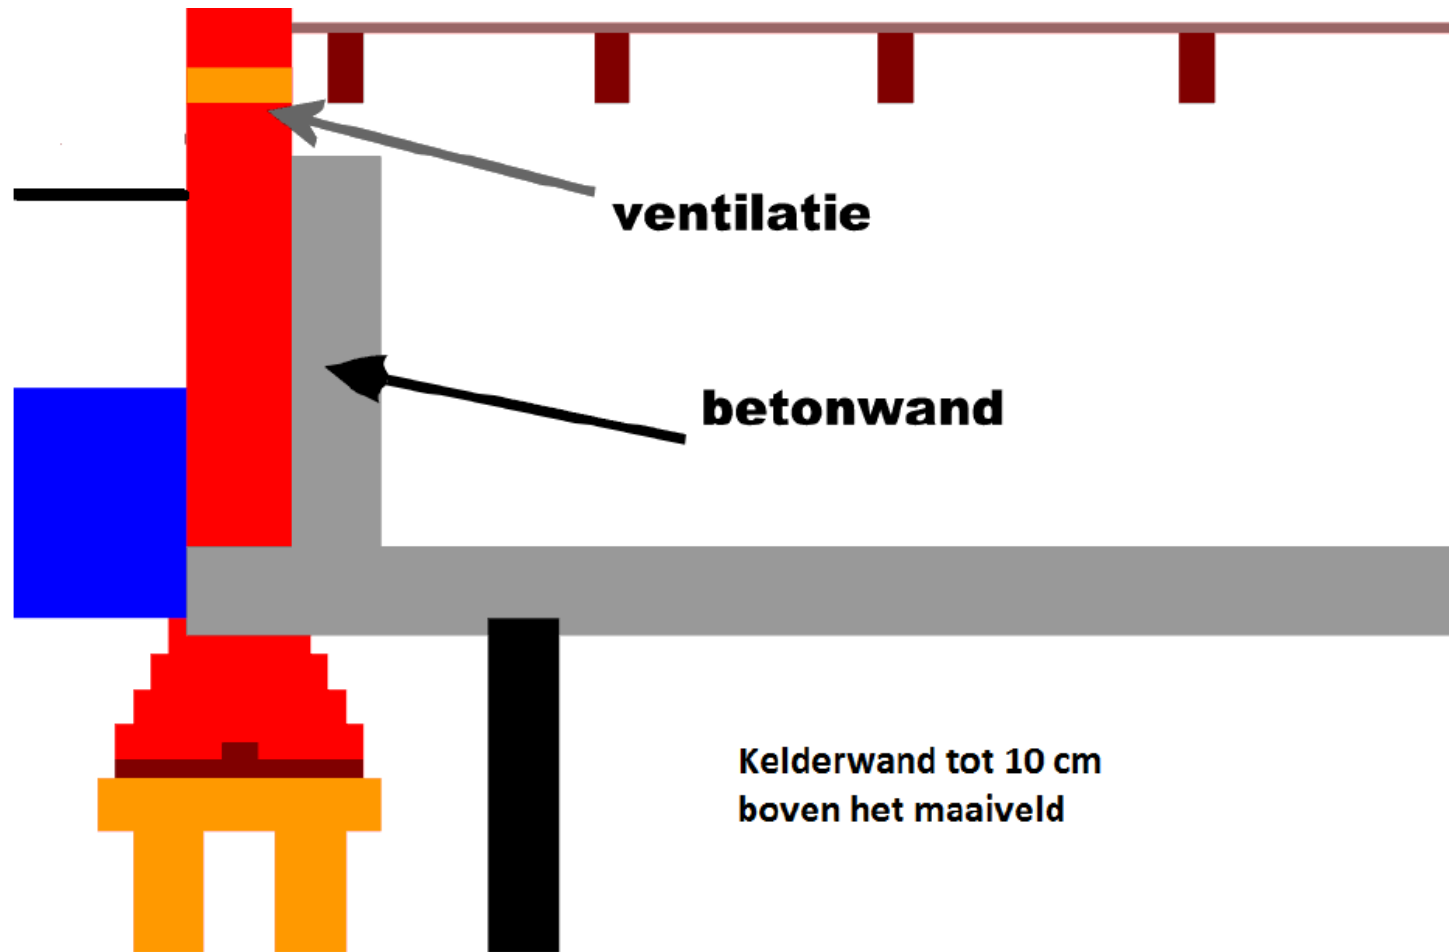 ventilatie
betonwand
Kelderwand tot 10 cm
boven het maaiveld